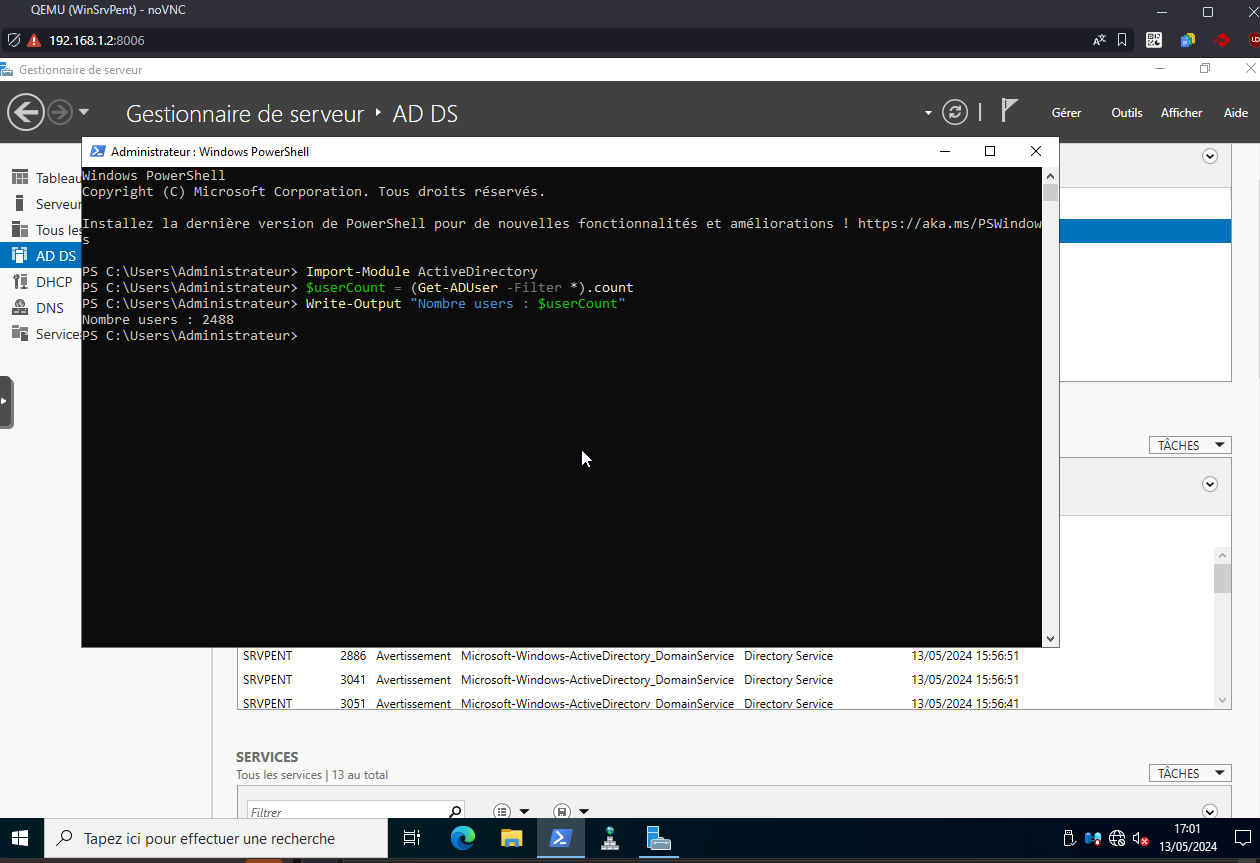 QEMU (WinSrvPent) - noVNC
192.168.1.2:8006
Gestionnaire de serveur
Gestionnaire de serveur ‣ AD DS
Gérer Outils Afficher Aide
Administrateur : Windows PowerShell
Windows PowerShell
Copyright (C) Microsoft Corporation. Tous droits réservés.
Installez la dernière version de PowerShell pour de nouvelles fonctionnalités et améliorations ! https://aka.ms/PSWindow
s
PS C:\Users\Administrateur> Import-Module ActiveDirectory
PS C:\Users\Administrateur> $userCount = (Get-ADUser -Filter *).count
PS C:\Users\Administrateur> Write-Output "Nombre users : $userCount"
Nombre users : 2488
PS C:\Users\Administrateur>
Tableau
Serveur
Tous les
AD DS
DHCP
DNS
Services
TÂCHES
SRVPENT 2886 Avertissement Microsoft-Windows-ActiveDirectory_DomainService Directory Service 13/05/2024 15:56:51
SRVPENT 3041 Avertissement Microsoft-Windows-ActiveDirectory_DomainService Directory Service 13/05/2024 15:56:51
SRVPENT 3051 Avertissement Microsoft-Windows-ActiveDirectory_DomainService Directory Service 13/05/2024 15:56:41
SERVICES
Tous les services | 13 au total
TÂCHES
Filtrer
Tapez ici pour effectuer une recherche
17:01
13/05/2024